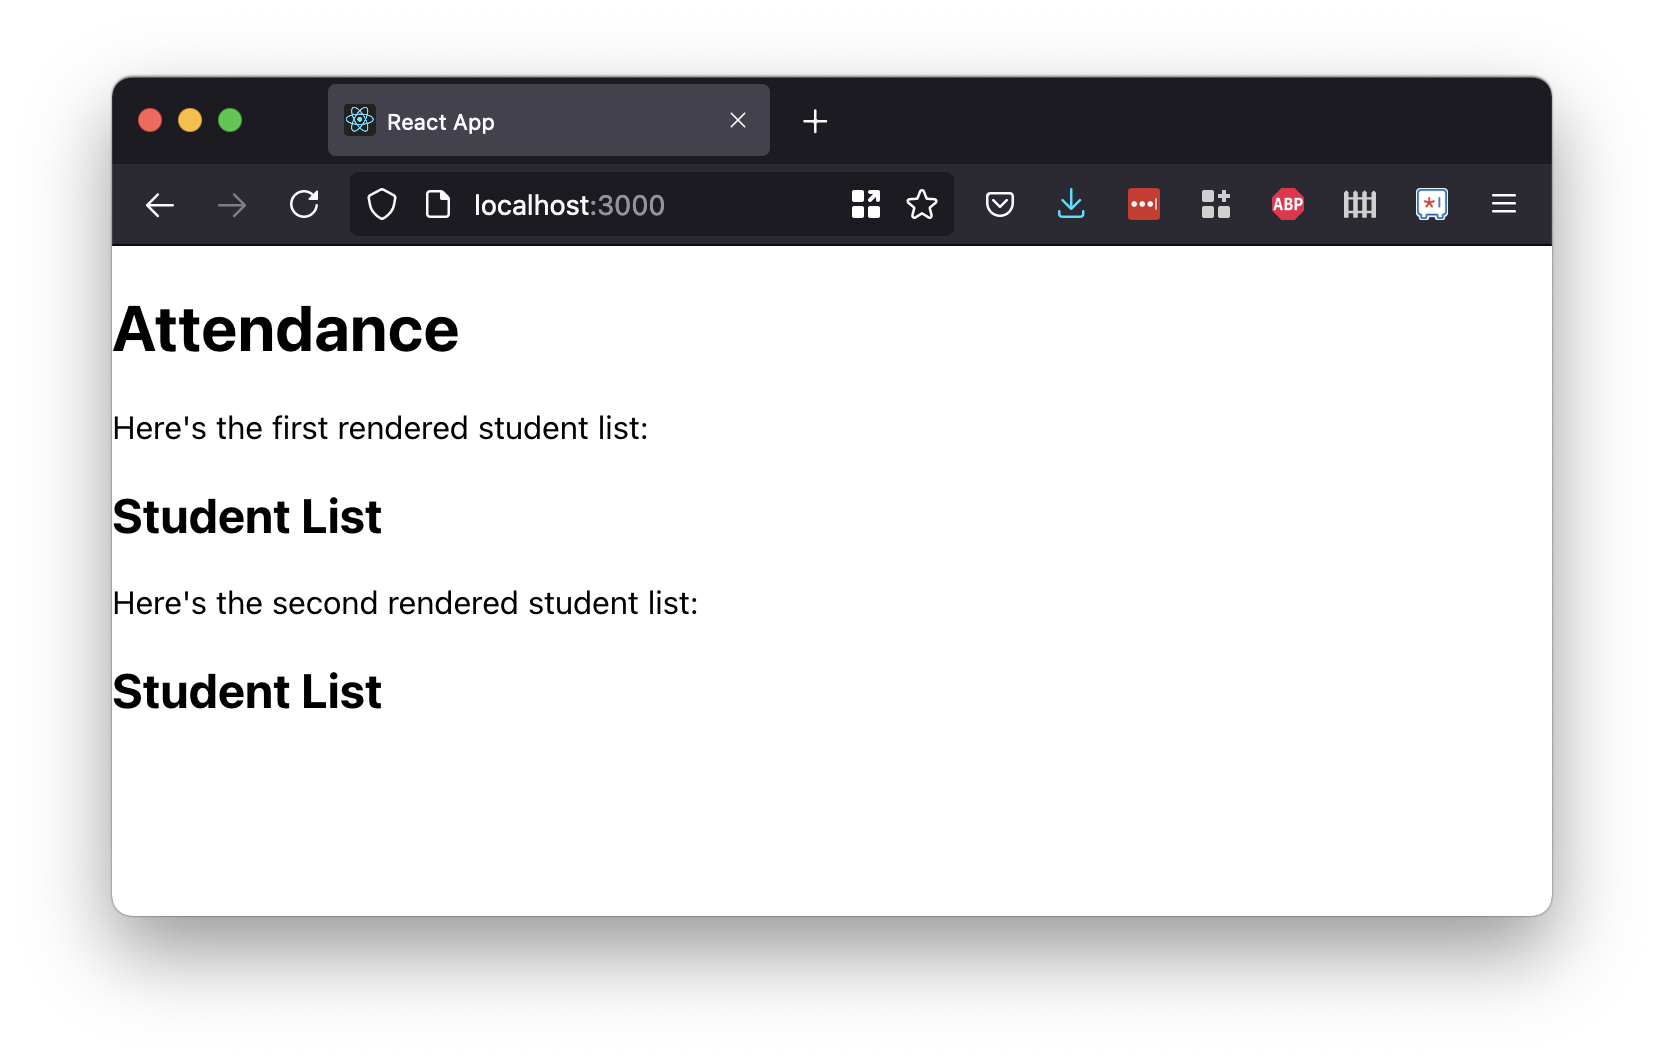 React App
localhost:3000
ABP
Attendance
Here's the first rendered student list:
Student List
Here's the second rendered student list:
Student List